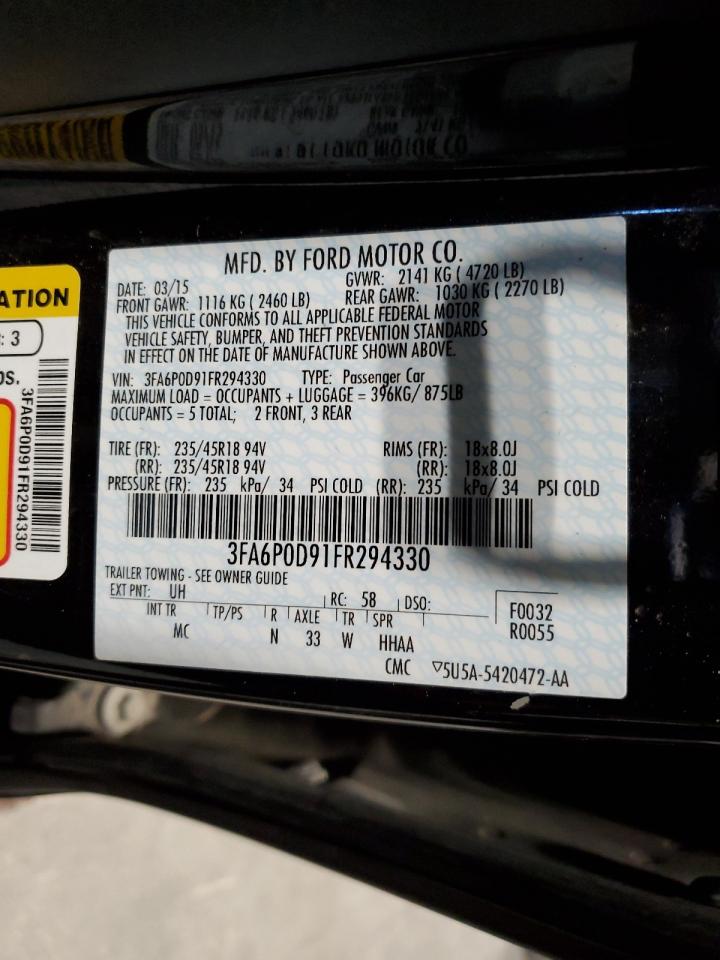 MFD. BY FORD MOTOR CO.
DATE: 03/15 GVWR: 2141 KG ( 4720 LB)
FRONT GAWR: 1116 KG ( 2460 LB) REAR GAWR: 1030 KG ( 2270 LB)
THIS VEHICLE CONFORMS TO ALL APPLICABLE FEDERAL MOTOR
VEHICLE SAFETY, BUMPER, AND THEFT PREVENTION STANDARDS
IN EFFECT ON THE DATE OF MANUFACTURE SHOWN ABOVE.
VIN: 3FA6P0D91FR294330 TYPE: Passenger Car
MAXIMUM LOAD = OCCUPANTS + LUGGAGE = 396KG/ 875LB
OCCUPANTS = 5 TOTAL; 2 FRONT, 3 REAR
TIRE (FR): 235/45R18 94V RIMS (FR): 18x8.0J
(RR): 235/45R18 94V (RR): 18x8.0J
PRESSURE (FR): 235 kPa/ 34 PSI COLD (RR): 235 kPa/ 34 PSI COLD
3FA6P0D91FR294330
TRAILER TOWING - SEE OWNER GUIDE
EXT PNT: UH RC: 58 DSO: F0032
INT TR TP/PS R AXLE TR SPR R0055
MC N 33 W HHAA
CMC ▽5U5A-5420472-AA
ATION
: 3
OS.
3FA6P0D91FR294330